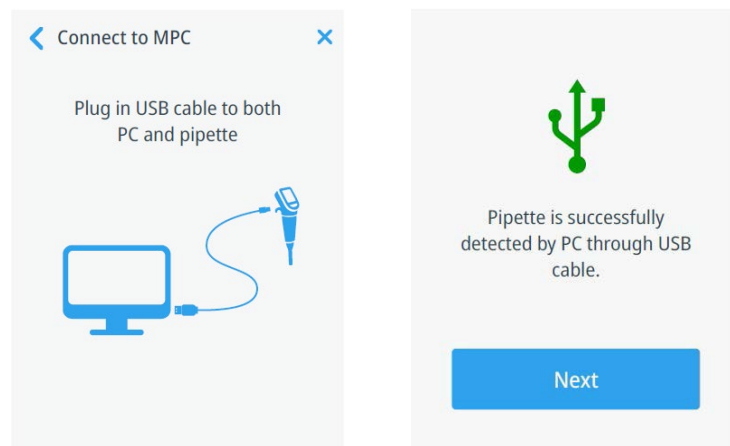 Connect to MPC
Plug in USB cable to both
PC and pipette
Pipette is successfully
detected by PC through USB
cable.
Next